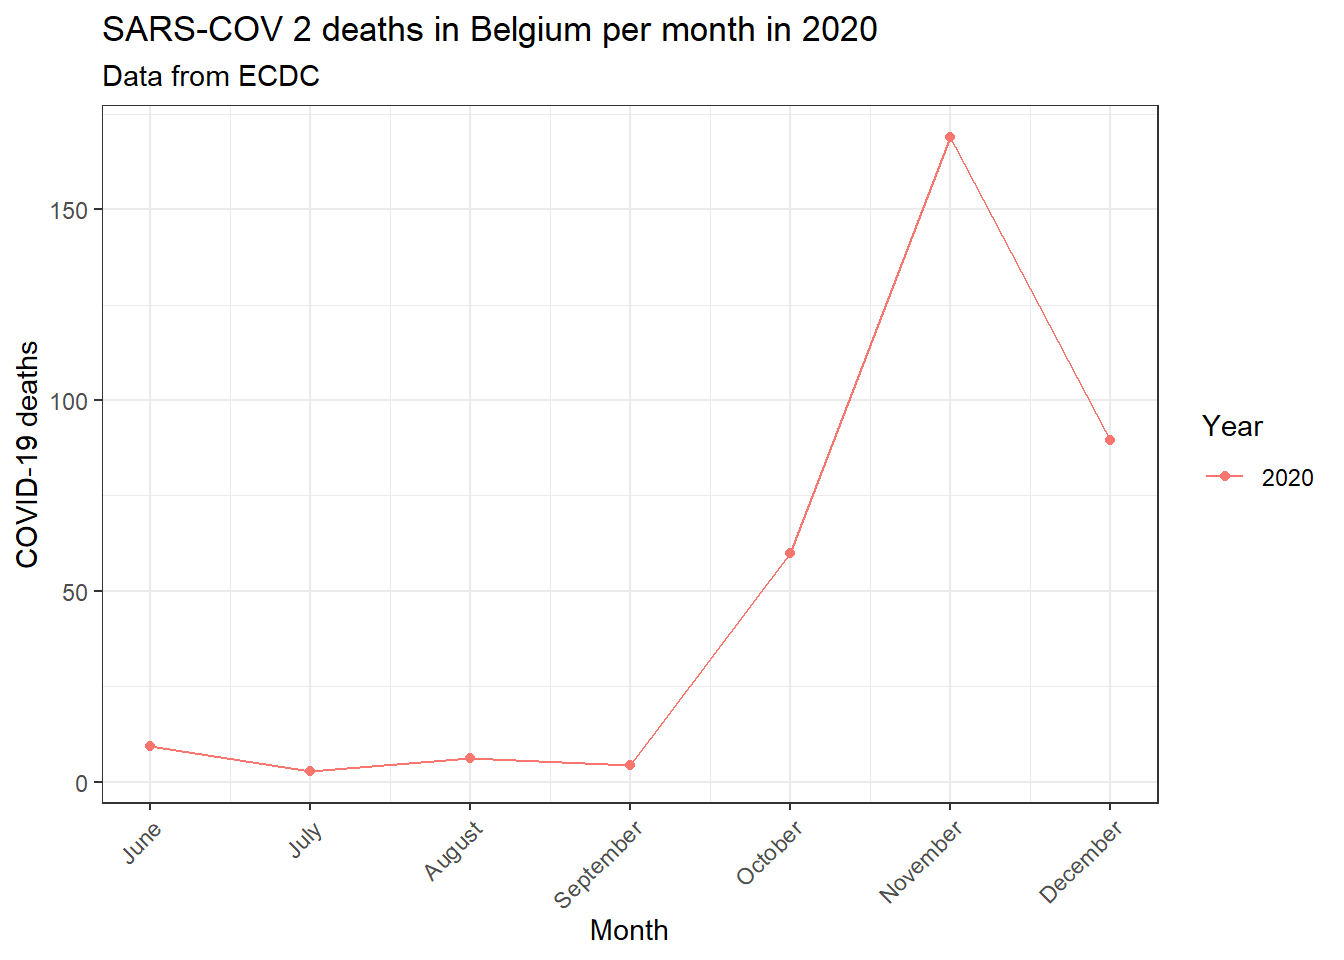 SARS-COV 2 deaths in Belgium per month in 2020
Data from ECDC
COVID-19 deaths
150
100
50
0
June
July
August
September
October
November
December
Month
Year
2020